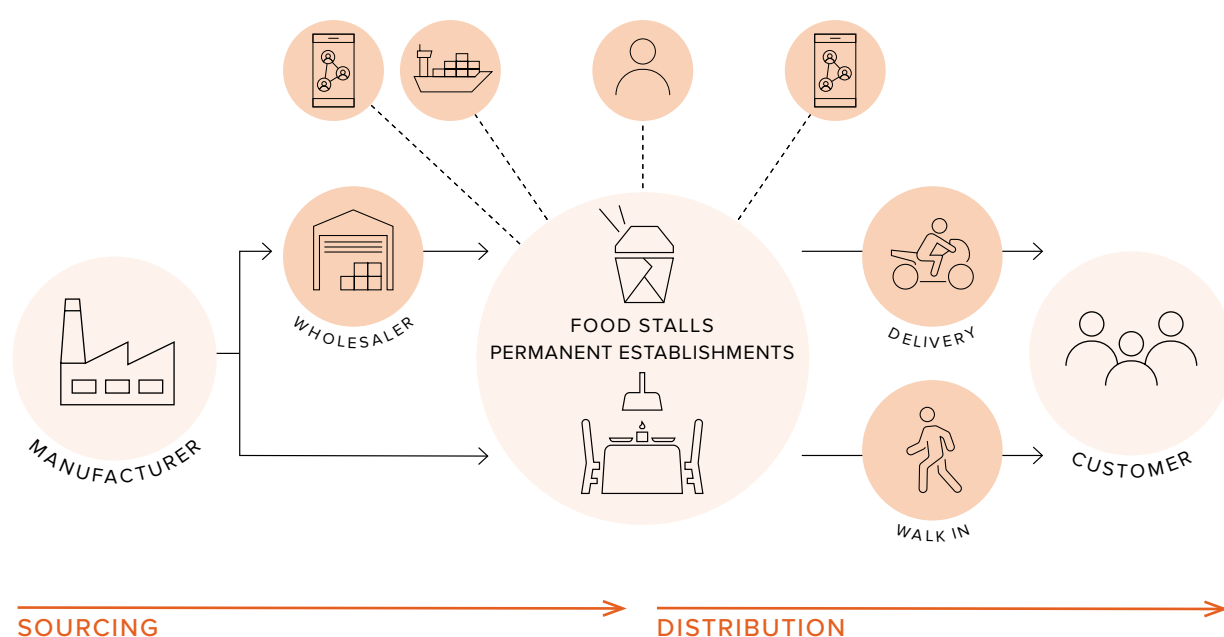 WHOLESALER
FOOD STALLS
PERMANENT ESTABLISHMENTS
DELIVERY
MANUFACTURER
CUSTOMER
WALK IN
SOURCING
DISTRIBUTION